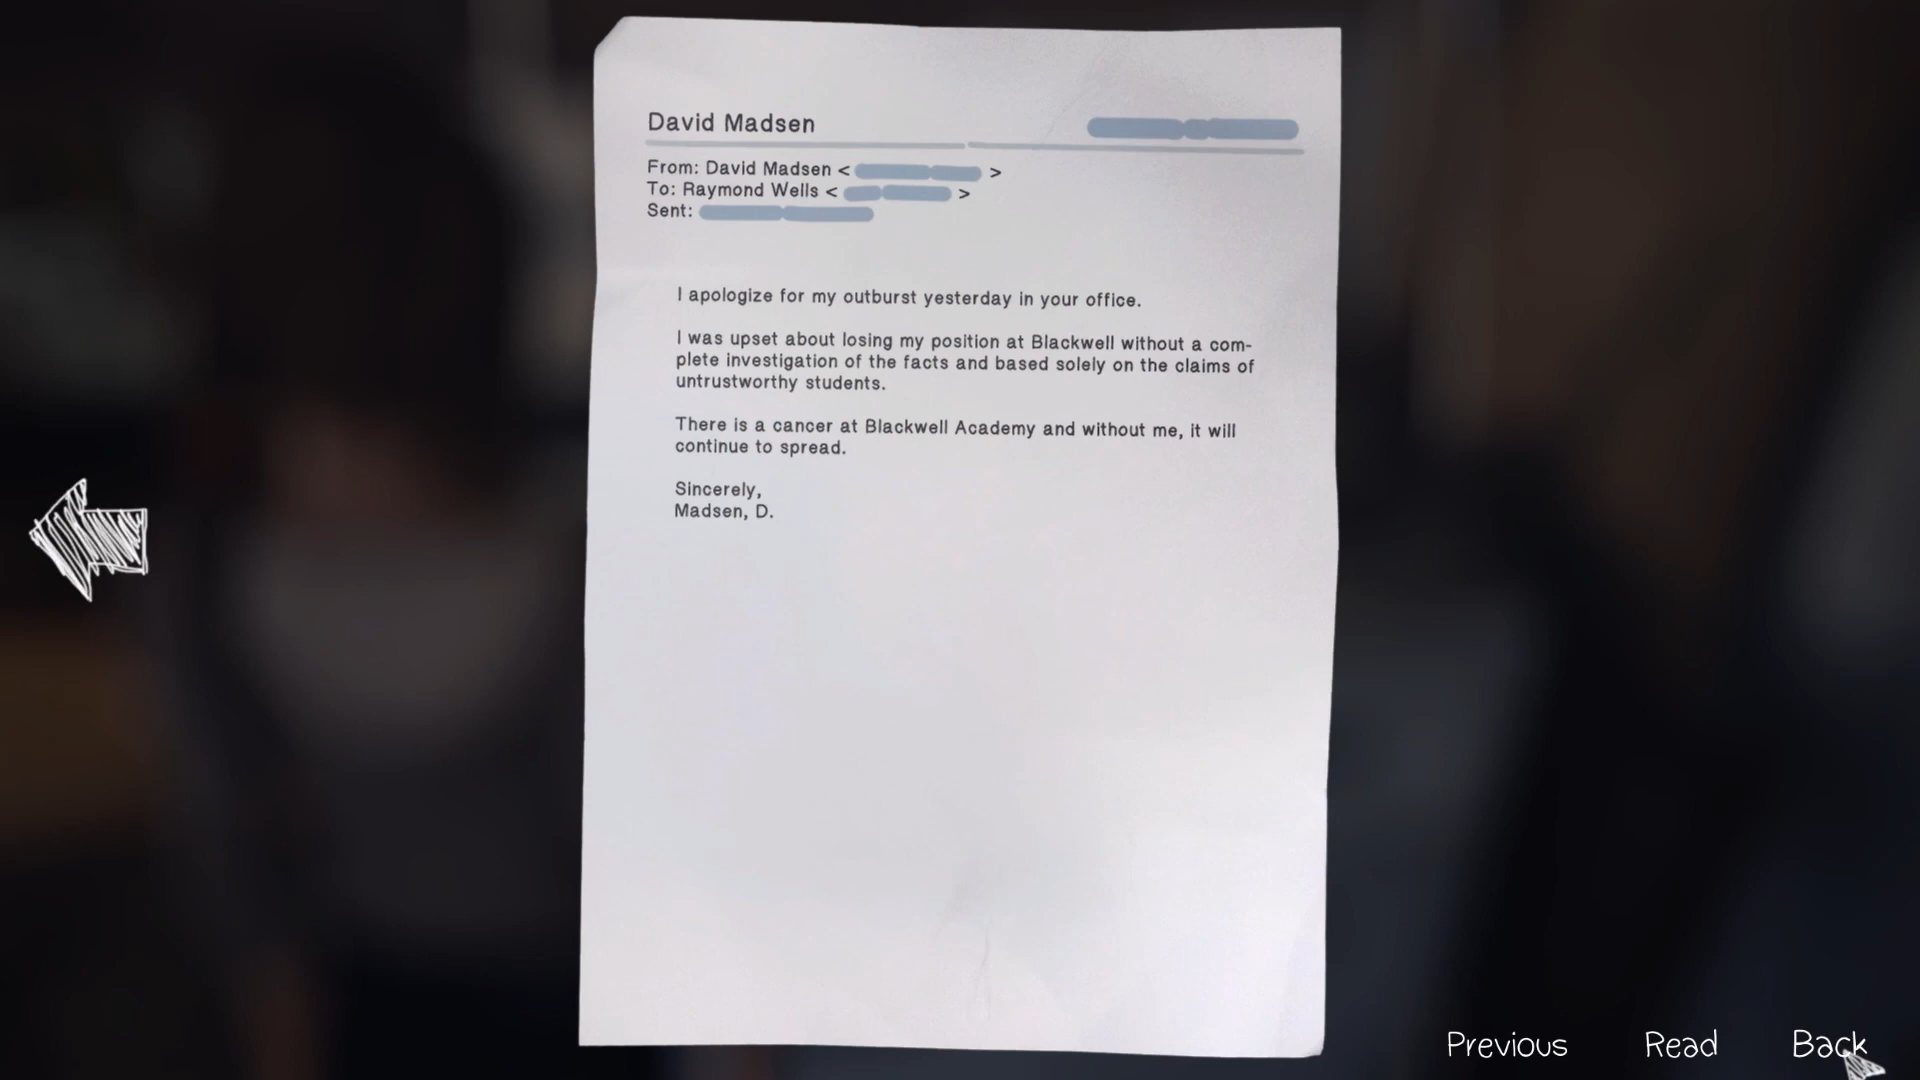 David Madsen
From: David Madsen < >
To: Raymond Wells < >
Sent:
I apologize for my outburst yesterday in your office.
I was upset about losing my position at Blackwell without a com-
plete investigation of the facts and based solely on the claims of
untrustworthy students.
There is a cancer at Blackwell Academy and without me, it will
continue to spread.
Sincerely,
Madsen, D.
Previous Read Back